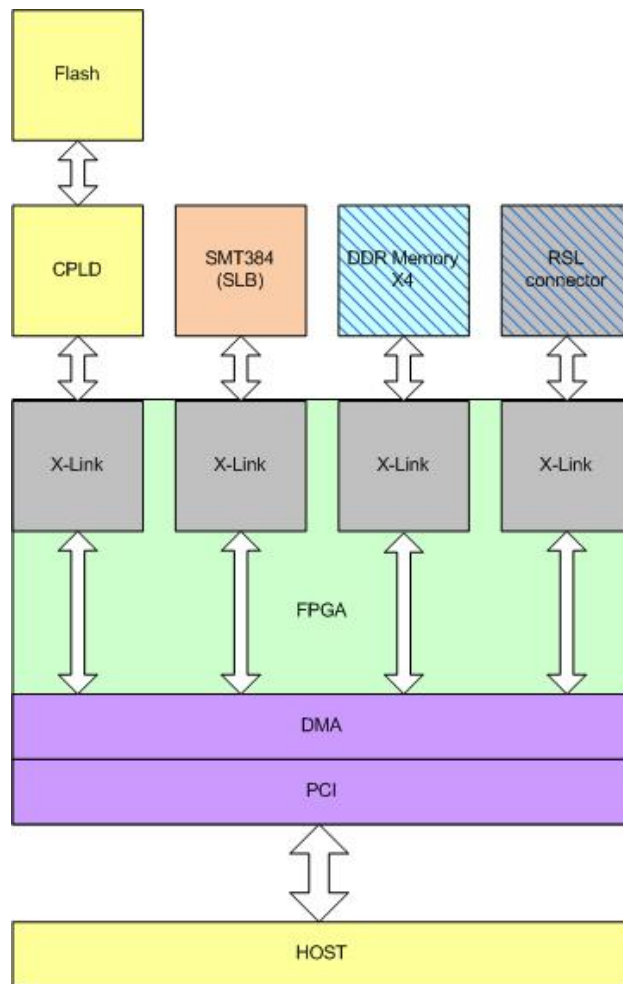 Flash
CPLD
SMT384
(SLB)
DDR Memory
X4
RSL
connector
X-Link
X-Link
X-Link
X-Link
FPGA
DMA
PCI
HOST